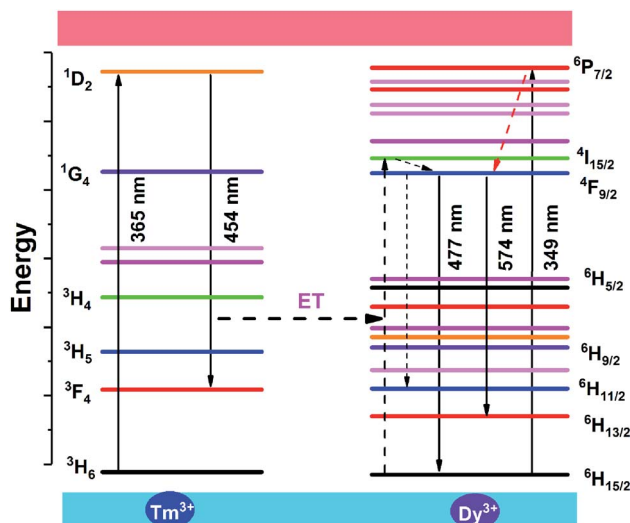 Energy
¹D₂
¹G₄
³H₄
³H₅
³F₄
³H₆
365 nm
454 nm
ET
⁶P₇/₂
⁴I₁₅/₂
⁴F₉/₂
477 nm
574 nm
349 nm
⁶H₅/₂
⁶H₉/₂
⁶H₁₁/₂
⁶H₁₃/₂
⁶H₁₅/₂
Tm³⁺
Dy³⁺